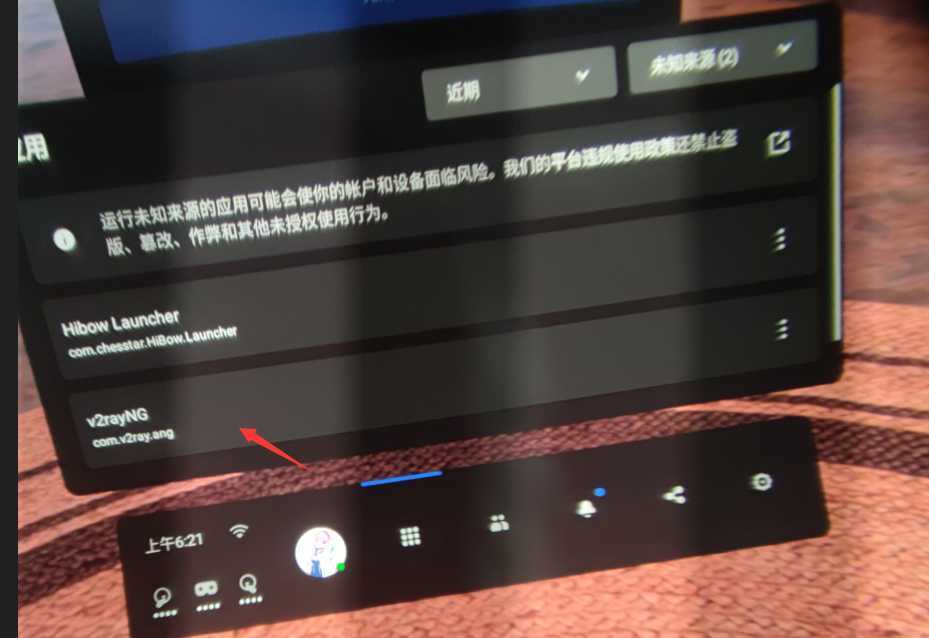 近期
未知来源 (2)
应用
运行未知来源的应用可能会使你的帐户和设备面临风险。我们的平台违规使用政策还禁止盗
版、篡改、作弊和其他未授权使用行为。
Hibow Launcher
com.chesstar.HiBow.Launcher
v2rayNG
com.v2ray.ang
上午6:21